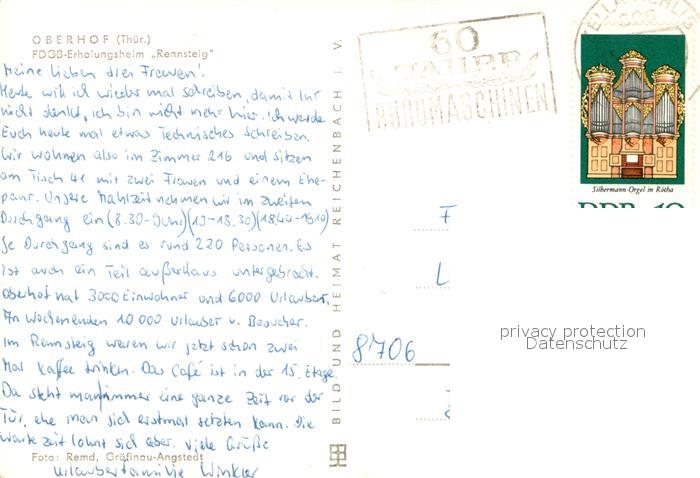 OBERHOF (Thür.)
FDGB-Erholungsheim „Rennsteig"
Meine lieben drei Frauen!
Heute will ich wieder mal schreiben, damit Ihr
nicht denkt, ich bin nicht mehr hier. Ich werde
Euch heute mal etwas Technisches schreiben.
Wir wohnen also im Zimmer 216 und sitzen
am Tisch 41 mit zwei Frauen und einem Ehe-
paar. Unsere Mahlzeit nehmen wir im zweiten
Durchgang ein (8.30-9 Uhr) (13-13.30) (18.40-19.10)
Je Durchgang sind es rund 220 Personen. Es
ist auch ein Teil außerhaus untergebracht.
Oberhof hat 3000 Einwohner und 6000 Urlauber,
An Wochenenden 10 000 Urlauber u. Besucher.
Im Rennsteig waren wir jetzt schon zwei
Mal Kaffee trinken. Das Café ist in der 15. Etage
Da steht man immer eine ganze Zeit vor der
Tür, ehe man sich erstmal setzten kann. Die
Wartezeit lohnt sich aber. Viele Grüße
Foto: Remd, Gräfinau-Angstedt
Urlauberfamilie Winkler
BILD UND HEIMAT REICHENBACH I. V.
60
JAHRE
BÜROMASCHINEN
ZELLA-MEHLIS
Silbermann-Orgel in Rötha
DDR 10
F
L
8706
privacy protection
Datenschutz